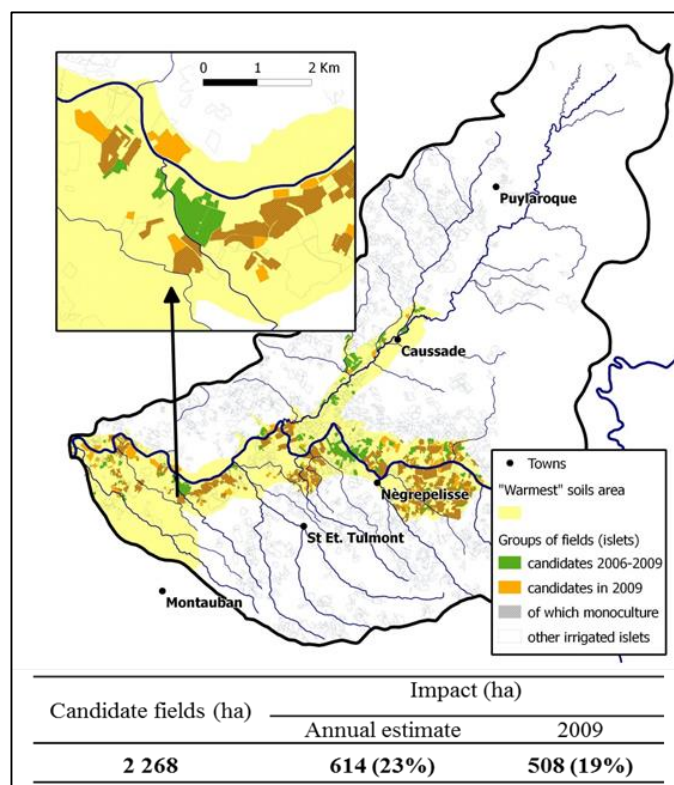 0 1 2 Km
Puylaroque
Caussade
Nègrepelisse
St Et. Tulmont
Montauban
Towns
"Warmest" soils area
Groups of fields (islets)
candidates 2006-2009
candidates in 2009
of which monoculture
other irrigated islets
Candidate fields (ha)
Impact (ha)
Annual estimate 2009
2 268 614 (23%) 508 (19%)